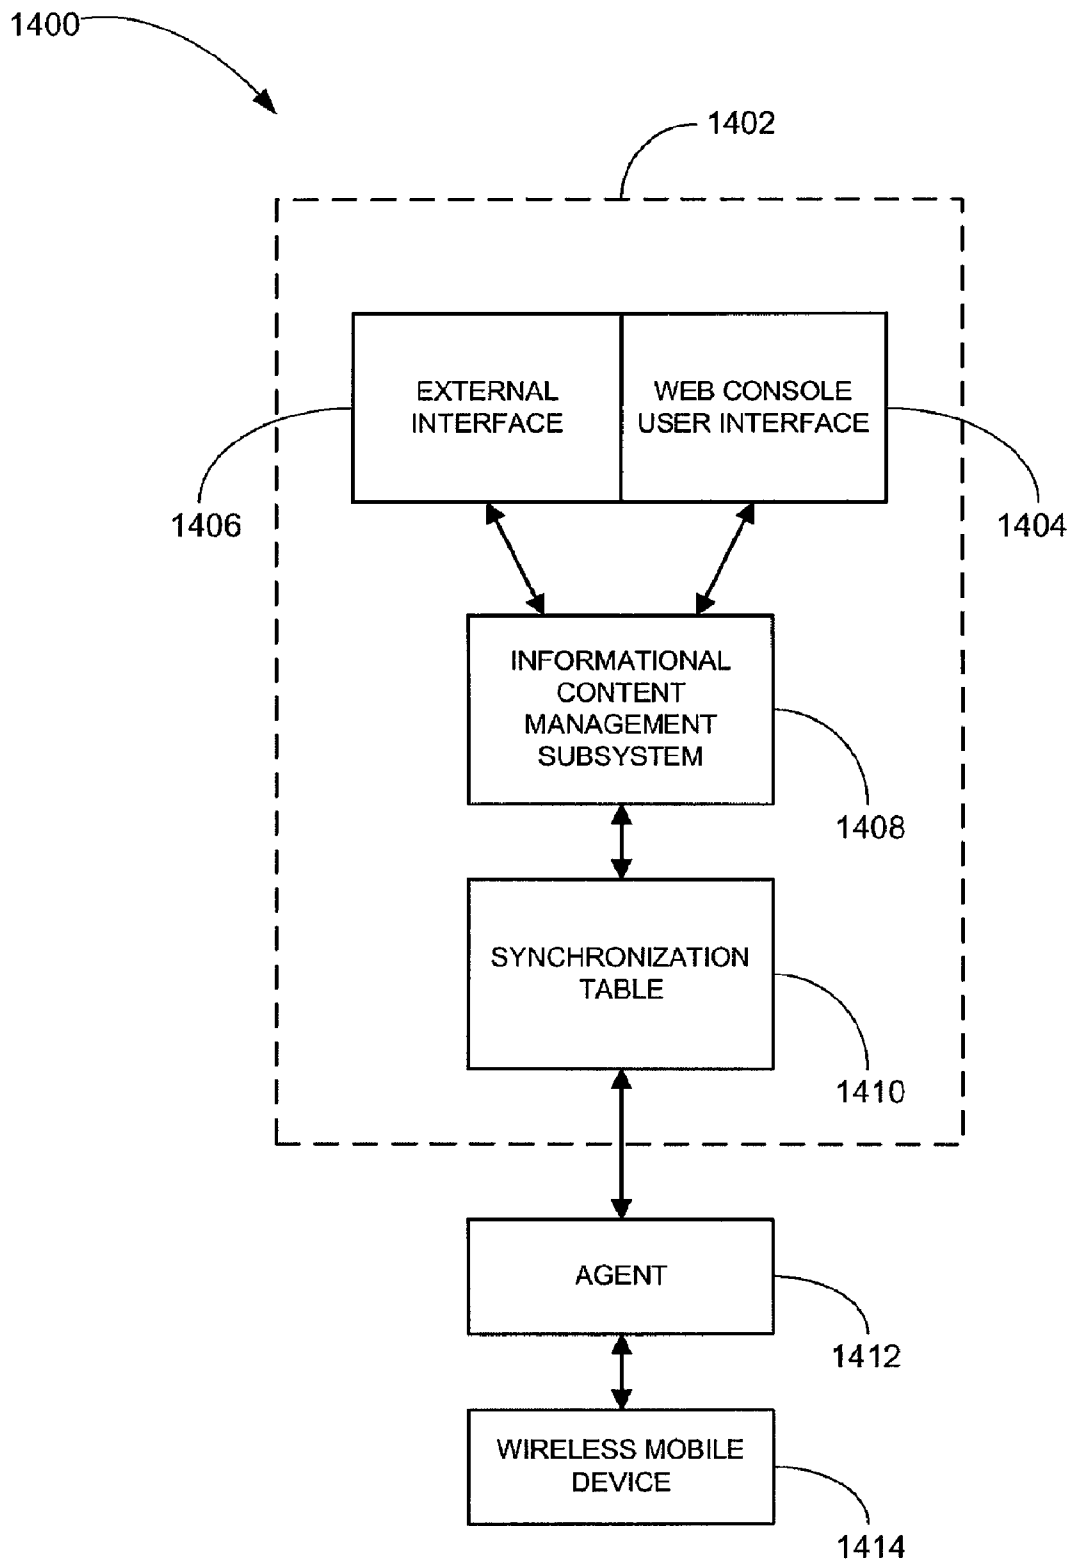 1400
1402
EXTERNAL
INTERFACE
WEB CONSOLE
USER INTERFACE
1406
1404
INFORMATIONAL
CONTENT
MANAGEMENT
SUBSYSTEM
1408
SYNCHRONIZATION
TABLE
1410
AGENT
1412
WIRELESS MOBILE
DEVICE
1414